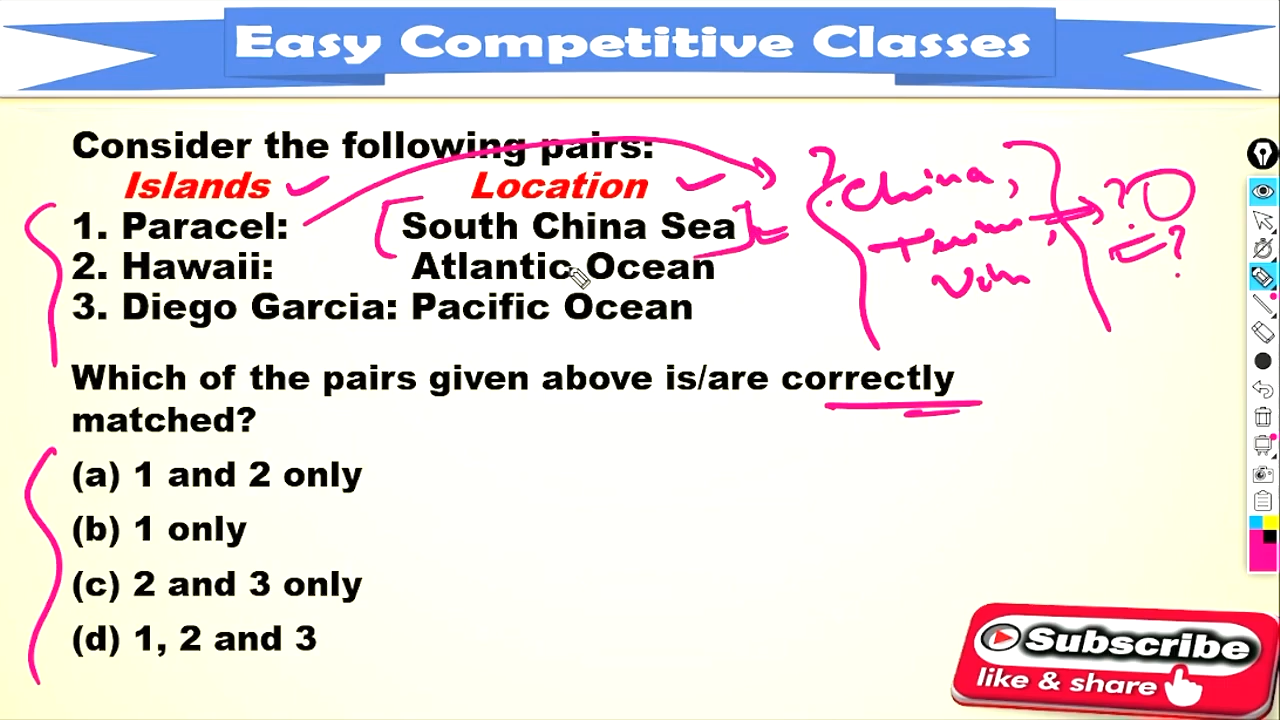 Easy Competitive Classes
Consider the following pairs:
Islands Location
1. Paracel: South China Sea
2. Hawaii: Atlantic Ocean
3. Diego Garcia: Pacific Ocean
China,
Which of the pairs given above is/are correctly
matched?
(a) 1 and 2 only
(b) 1 only
(c) 2 and 3 only
(d) 1, 2 and 3
Subscribe
like & share